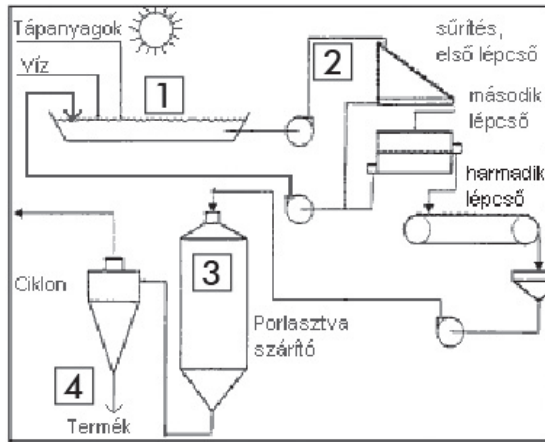 Tápanyagok
Víz
1
2
sűrítés,
első lépcső
második
lépcső
harmadik
lépcső
3
Ciklon
Porlasztva
szárító
4
Termék